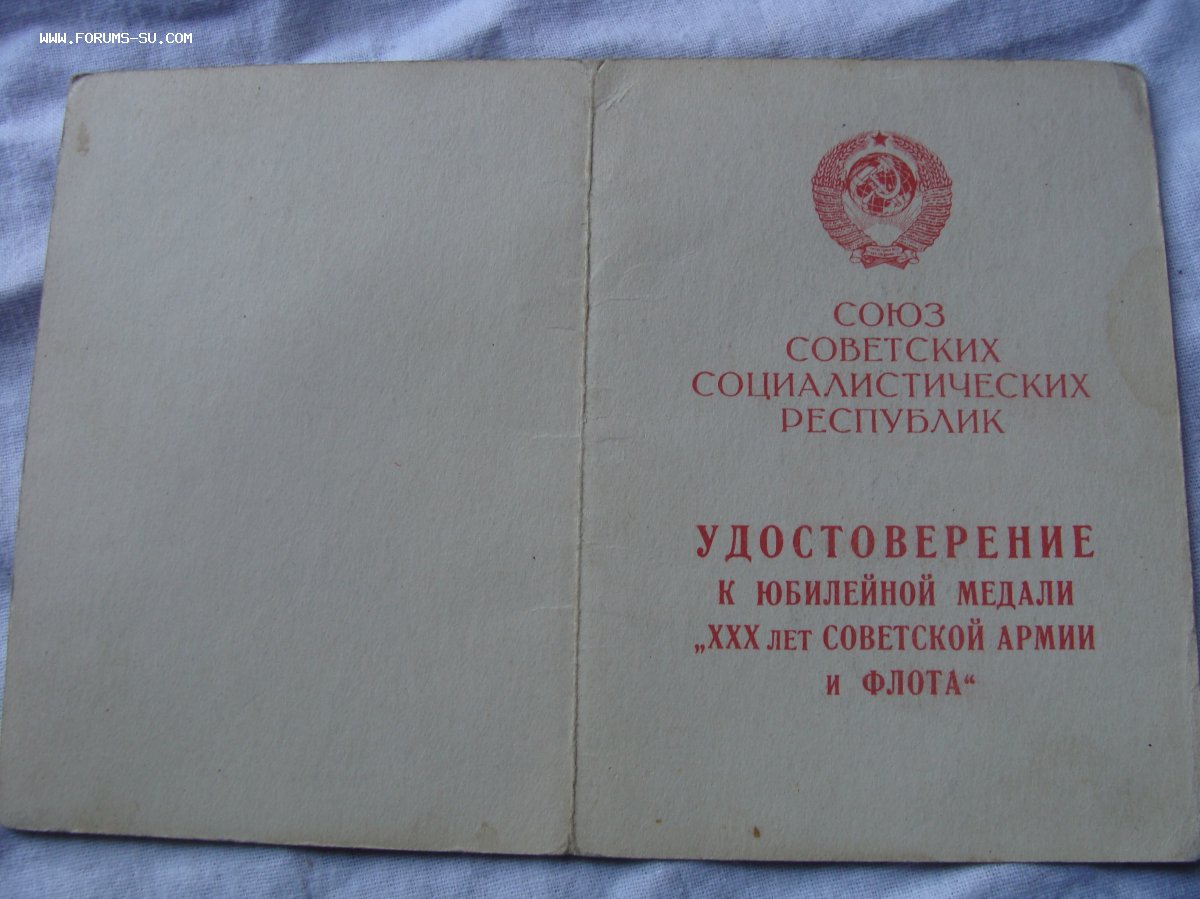 WWW.FORUMS-SU.COM
СОЮЗ
СОВЕТСКИХ
СОЦИАЛИСТИЧЕСКИХ
РЕСПУБЛИК
УДОСТОВЕРЕНИЕ
К ЮБИЛЕЙНОЙ МЕДАЛИ
„XXX ЛЕТ СОВЕТСКОЙ АРМИИ
И ФЛОТА“